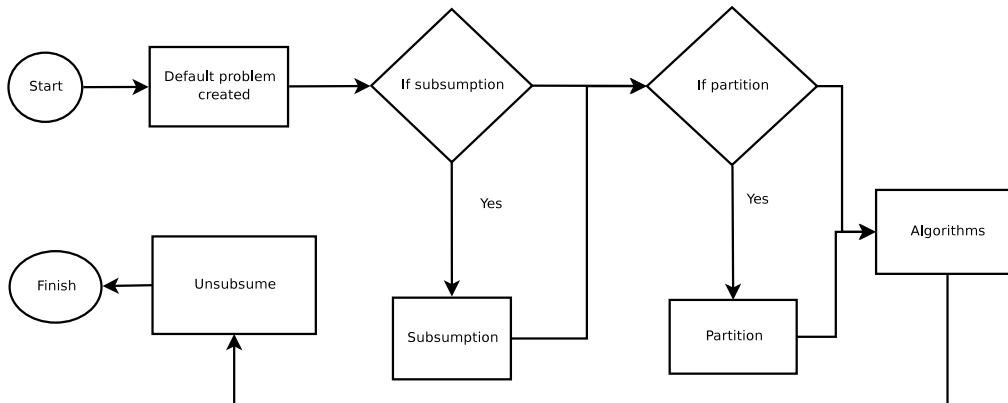 Start
Default problem
created
If subsumption
If partition
Yes
Yes
Algorithms
Finish
Unsubsume
Subsumption
Partition